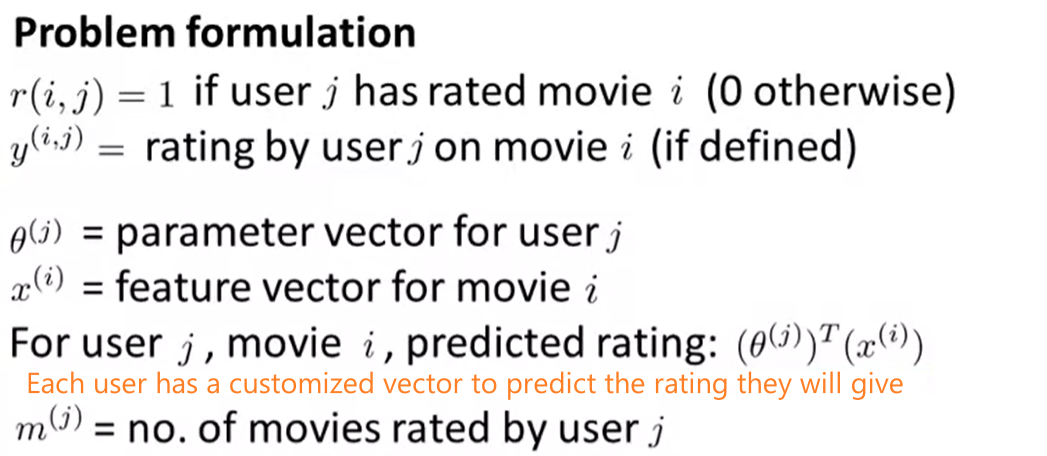 Problem formulation
r(i, j) = 1 if user j has rated movie i (0 otherwise)
y^(i,j) = rating by user j on movie i (if defined)
θ^(j) = parameter vector for user j
x^(i) = feature vector for movie i
For user j , movie i , predicted rating: (θ^(j))^T(x^(i))
Each user has a customized vector to predict the rating they will give
m^(j) = no. of movies rated by user j